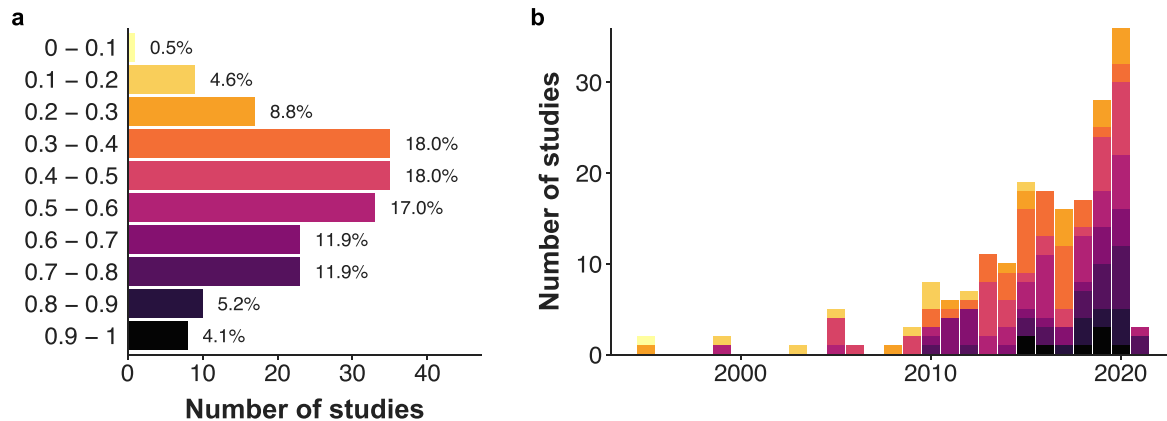 a
0 – 0.1
0.5%
0.1 – 0.2
4.6%
0.2 – 0.3
8.8%
0.3 – 0.4
18.0%
0.4 – 0.5
18.0%
0.5 – 0.6
17.0%
0.6 – 0.7
11.9%
0.7 – 0.8
11.9%
0.8 – 0.9
5.2%
0.9 – 1
4.1%
0 10 20 30 40
Number of studies
b
Number of studies
30
20
10
0
2000 2010 2020